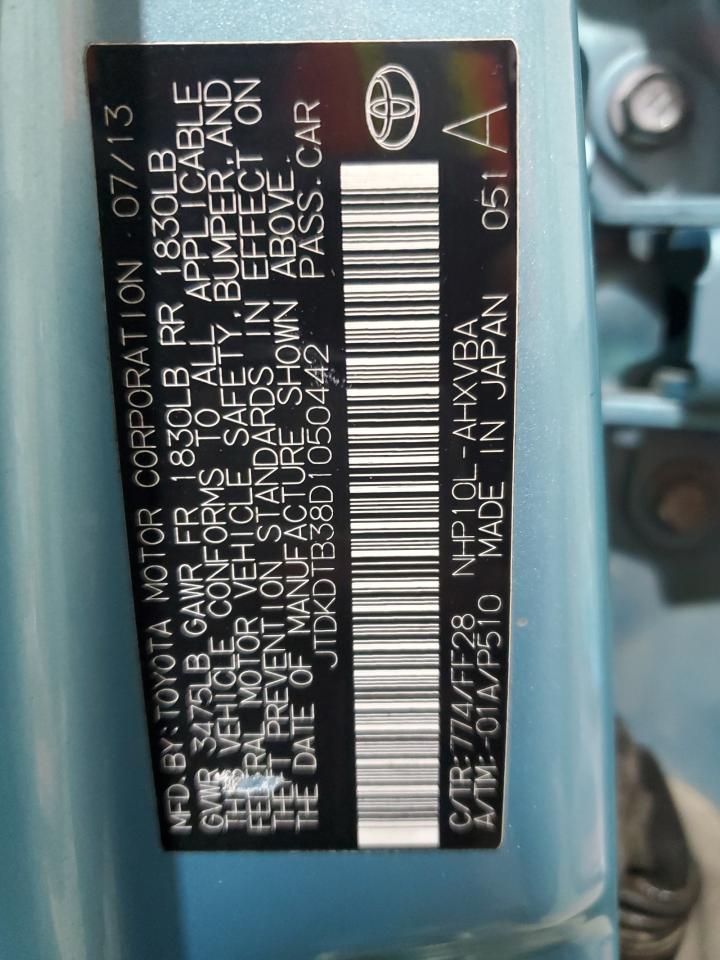 MFD BY: TOYOTA MOTOR CORPORATION 07/13
GVWR 3475LB GAWR FR 1830LB RR 1830LB
THIS VEHICLE CONFORMS TO ALL APPLICABLE
FEDERAL MOTOR VEHICLE SAFETY, BUMPER, AND
THEFT PREVENTION STANDARDS IN EFFECT ON
THE DATE OF MANUFACTURE SHOWN ABOVE.
JTDKDTB38D1050442 PASS. CAR
C/TR: 774/FF28 NHP10L-AHXVBA 051 A
A/TM: -01A/P510 MADE IN JAPAN